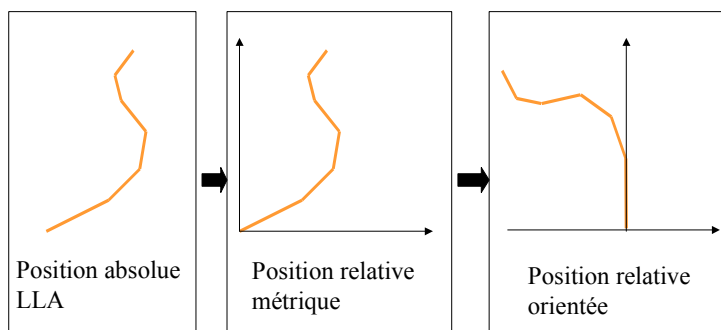 Position absolue
LLA
Position relative
métrique
Position relative
orientée